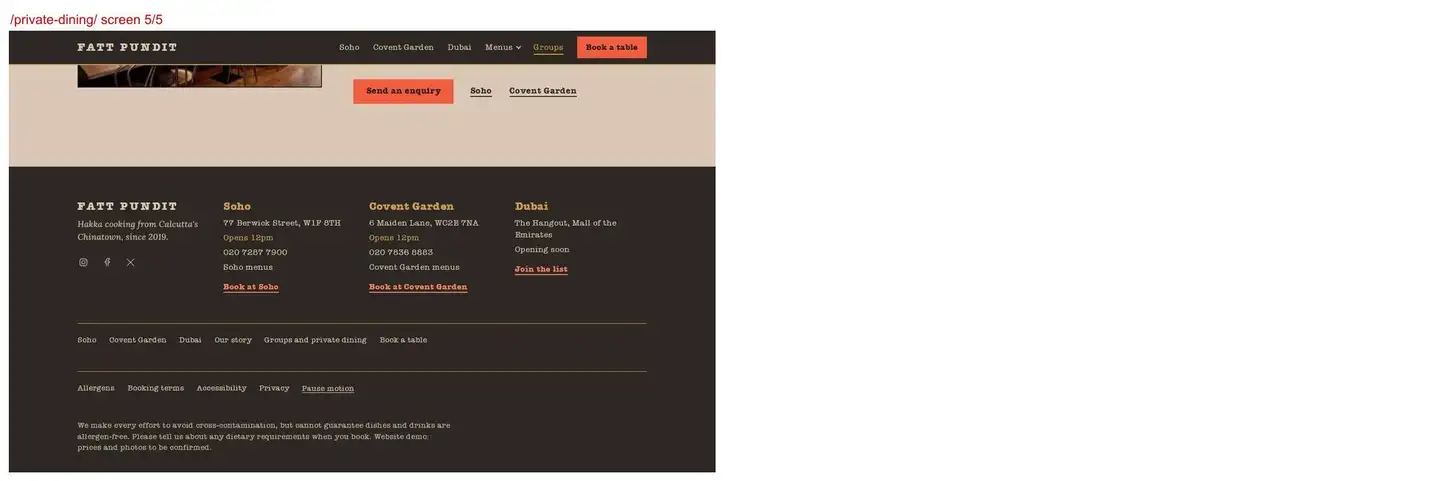 /private-dining/ screen 5/5
FATT PUNDIT
Soho Covent Garden Dubai Menus Groups Book a table
Send an enquiry Soho Covent Garden
FATT PUNDIT
Hakka cooking from Calcutta's
Chinatown, since 2019.
Soho
77 Berwick Street, W1F 8TH
Opens 12pm
020 7287 7900
Soho menus
Book at Soho
Covent Garden
6 Maiden Lane, WC2E 7NA
Opens 12pm
020 7836 8883
Covent Garden menus
Book at Covent Garden
Dubai
The Hangout, Mall of the
Emirates
Opening soon
Join the list
Soho Covent Garden Dubai Our story Groups and private dining Book a table
Allergens Booking terms Accessibility Privacy Pause motion
We make every effort to avoid cross-contamination, but cannot guarantee dishes and drinks are
allergen-free. Please tell us about any dietary requirements when you book. Website demo:
prices and photos to be confirmed.